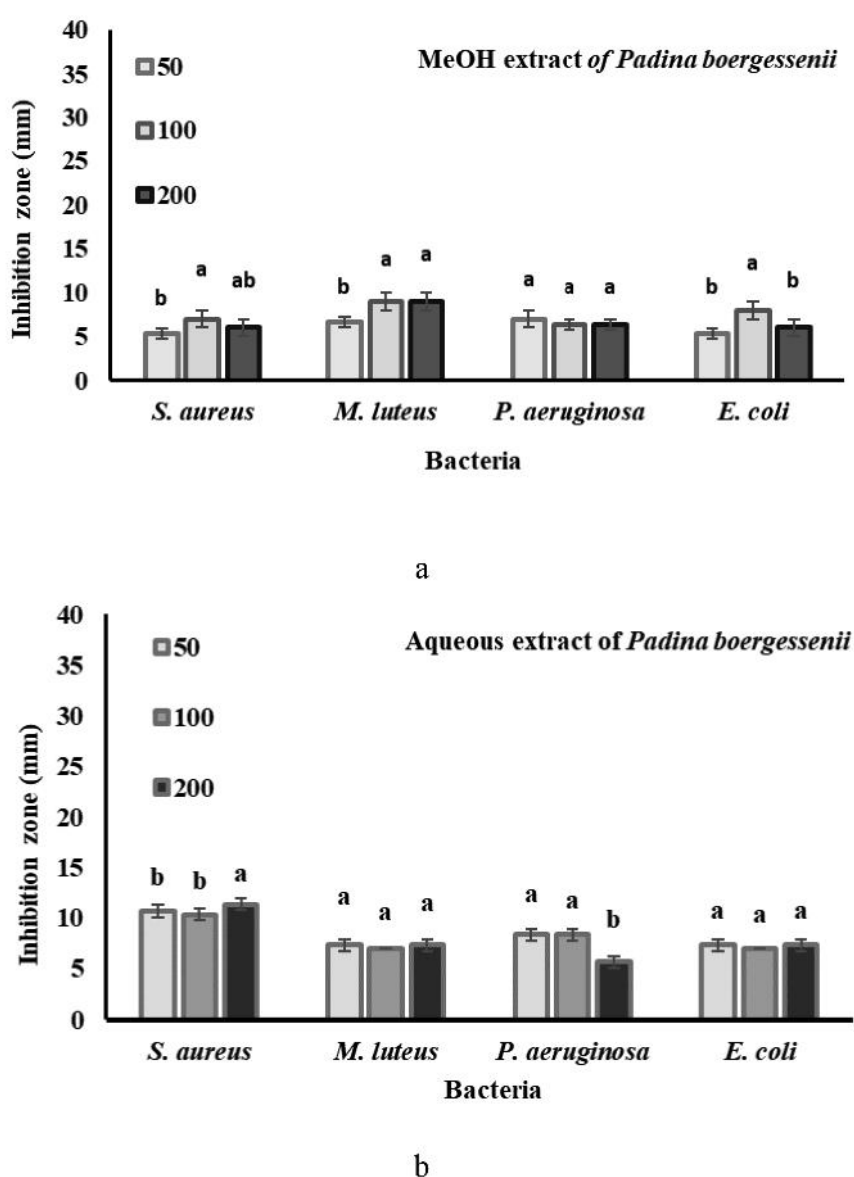 40
MeOH extract of Padina boergessenii
35
50
30
100
25
20
200
15
10
5
0
Inhibition zone (mm)
b a ab b a a a a a b a b
S. aureus M. luteus P. aeruginosa E. coli
Bacteria
a
40
Aqueous extract of Padina boergessenii
35
50
30
100
25
200
20
15
10
5
0
Inhibition zone (mm)
b b a a a a a a b a a a
S. aureus M. luteus P. aeruginosa E. coli
Bacteria
b